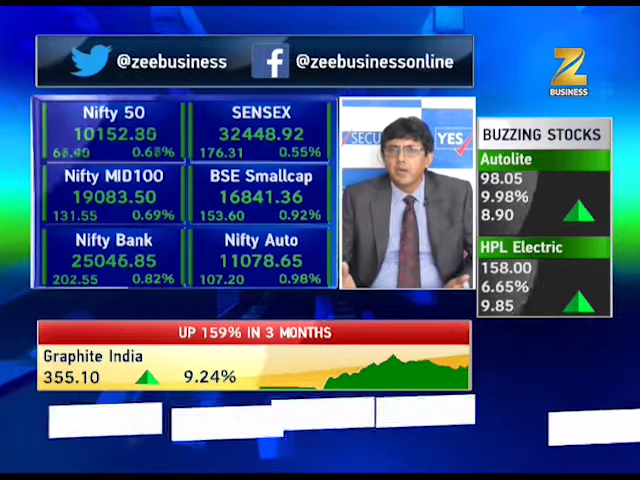 @zeebusiness
@zeebusinessonline
Z
BUSINESS
Nifty 50
10152.80
0.68%
SENSEX
32448.92
176.31 0.55%
Nifty MID100
19083.50
131.55 0.69%
BSE Smallcap
16841.36
153.60 0.92%
Nifty Bank
25046.85
202.55 0.82%
Nifty Auto
11078.65
107.20 0.98%
SECU
YES
BUZZING STOCKS
Autolite
98.05
9.98%
8.90
HPL Electric
158.00
6.65%
9.85
UP 159% IN 3 MONTHS
Graphite India
355.10 9.24%